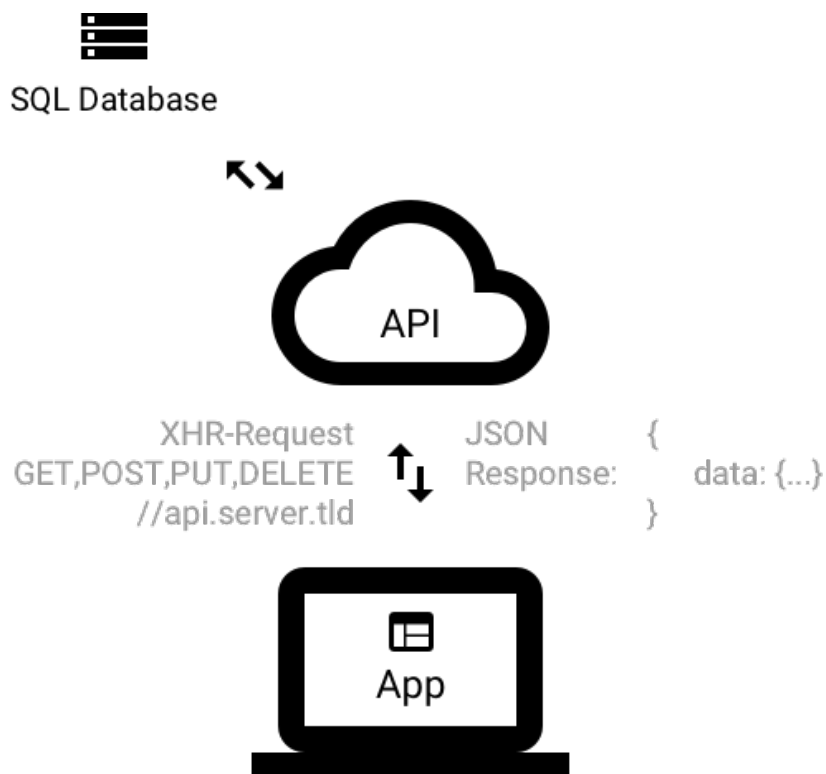 SQL Database
API
XHR-Request
GET,POST,PUT,DELETE
//api.server.tld
JSON {
Response: data: {...}
}
App